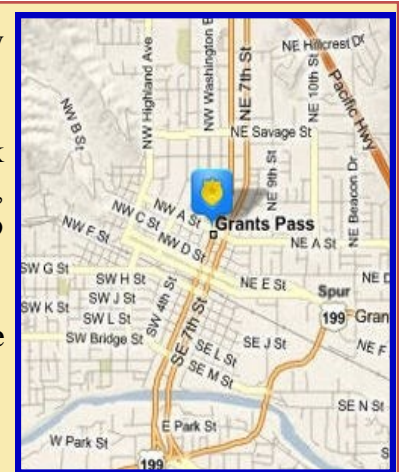 NW Highland Ave
NW Washington B
NE 7th St
NE Hillcrest Dr
NE 10th St
Pacific Hwy
NW B St
NE Savage St
NE 9th St
NE Beacon Dr
NW A St
NW C St
Grants Pass
NW F St
NW D St
NE A St
SW G St
SW H St
NE E St
NE D
Spur
SW J St
SW K St
SW 4th St
199
Gran
SW L St
SE 7th St
SW Bridge St
SE L St
SE J St
NE F
SE M St
SE N St
E Park St
W Park St
199
S